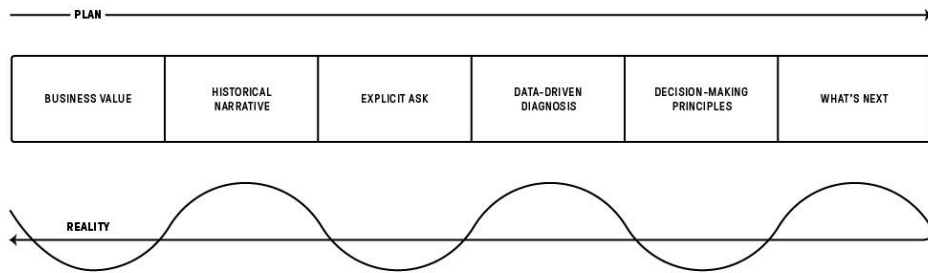 PLAN
BUSINESS VALUE
HISTORICAL
NARRATIVE
EXPLICIT ASK
DATA-DRIVEN
DIAGNOSIS
DECISION-MAKING
PRINCIPLES
WHAT'S NEXT
REALITY